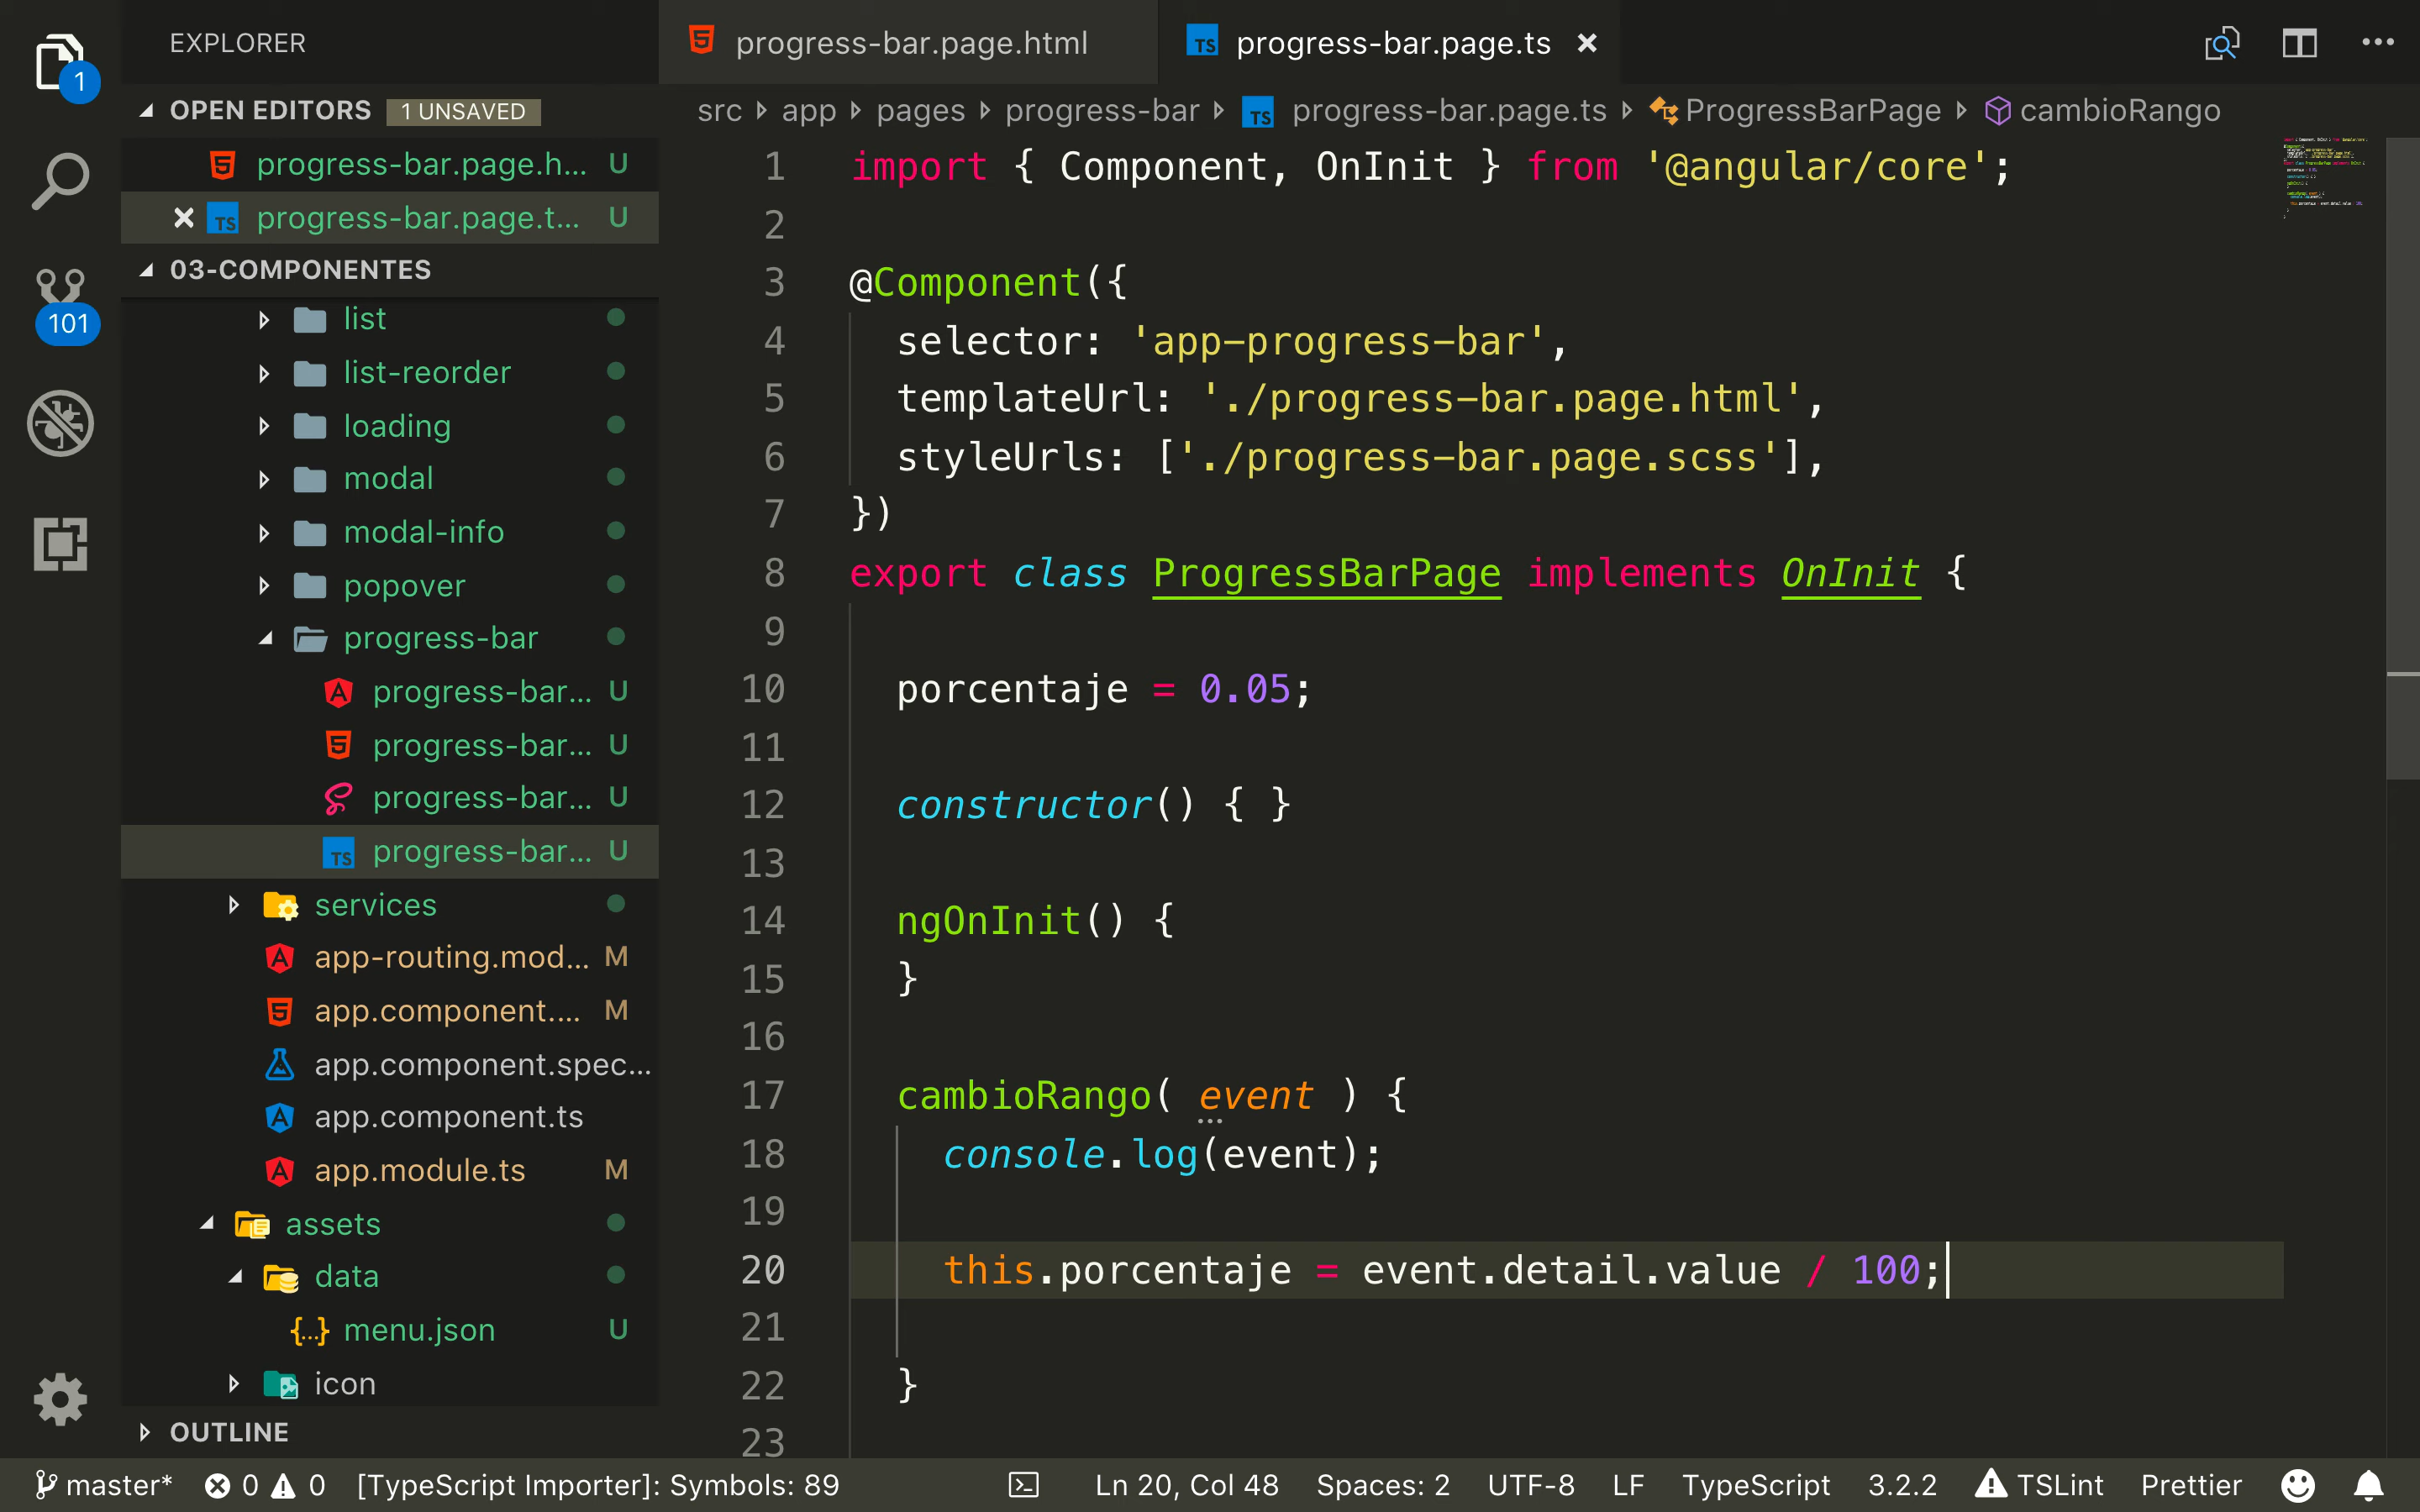 EXPLORER
1
OPEN EDITORS 1 UNSAVED
progress-bar.page.h... U
TS progress-bar.page.t... U
03-COMPONENTES
101
list
list-reorder
loading
modal
modal-info
popover
progress-bar
progress-bar... U
progress-bar... U
progress-bar... U
TS progress-bar... U
services
app-routing.mod... M
app.component.... M
app.component.spec...
app.component.ts
app.module.ts M
assets
data
{...} menu.json U
icon
OUTLINE
progress-bar.page.html
TS progress-bar.page.ts
src app pages progress-bar TS progress-bar.page.ts ProgressBarPage cambioRango
1 import { Component, OnInit } from '@angular/core';
2
3 @Component({
4 selector: 'app-progress-bar',
5 templateUrl: './progress-bar.page.html',
6 styleUrls: ['./progress-bar.page.scss'],
7 })
8 export class ProgressBarPage implements OnInit {
9
10 porcentaje = 0.05;
11
12 constructor() { }
13
14 ngOnInit() {
15 }
16
17 cambioRango( event ) {
18 console.log(event);
19
20 this.porcentaje = event.detail.value / 100;
21
22 }
23
master* 0 0 [TypeScript Importer]: Symbols: 89 Ln 20, Col 48 Spaces: 2 UTF-8 LF TypeScript 3.2.2 TSLint Prettier